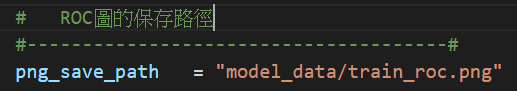 #   ROC圖的保存路徑
#---------------------------------------#
png_save_path   = "model_data/train_roc.png"